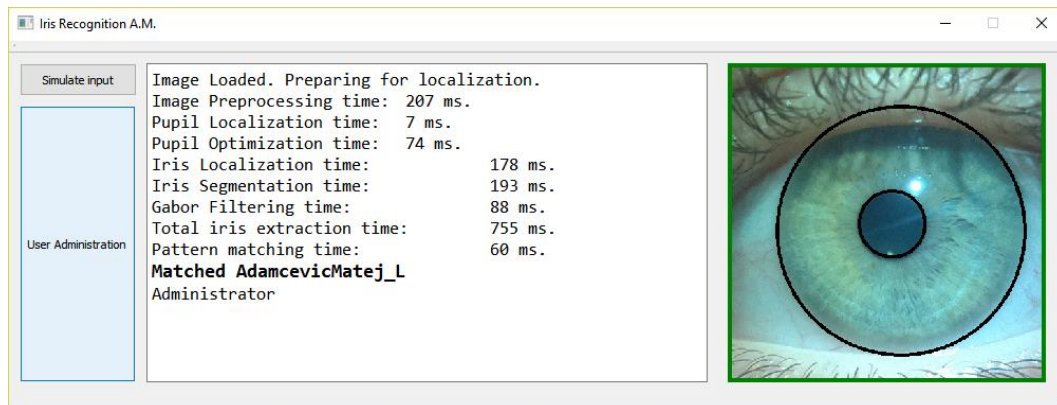 Iris Recognition A.M.
Simulate input
User Administration
Image Loaded. Preparing for localization.
Image Preprocessing time: 207 ms.
Pupil Localization time: 7 ms.
Pupil Optimization time: 74 ms.
Iris Localization time: 178 ms.
Iris Segmentation time: 193 ms.
Gabor Filtering time: 88 ms.
Total iris extraction time: 755 ms.
Pattern matching time: 60 ms.
Matched AdamcevicMatej_L
Administrator